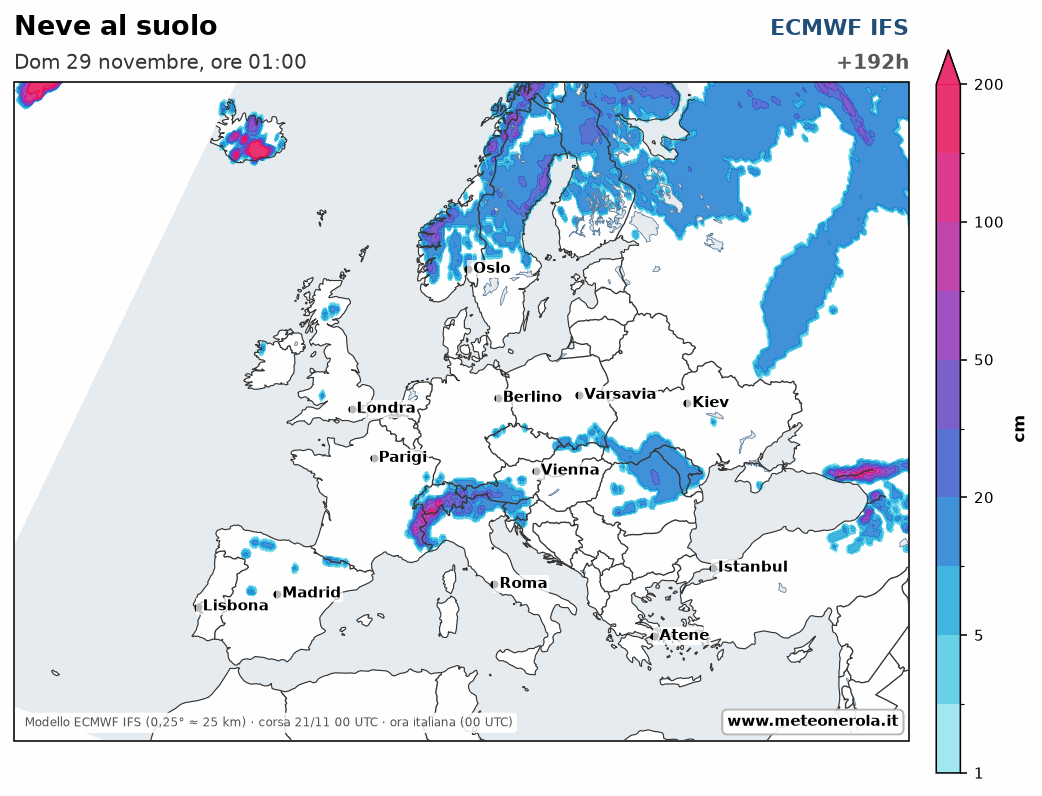 Neve al suolo
ECMWF IFS
Dom 29 novembre, ore 01:00
+192h
200
100
50
20
5
1
cm
Oslo
Londra
Berlino
Varsavia
Kiev
Parigi
Vienna
Istanbul
Roma
Madrid
Lisbona
Atene
Modello ECMWF IFS (0,25° ≈ 25 km) · corsa 21/11 00 UTC · ora italiana (00 UTC)
www.meteonerola.it